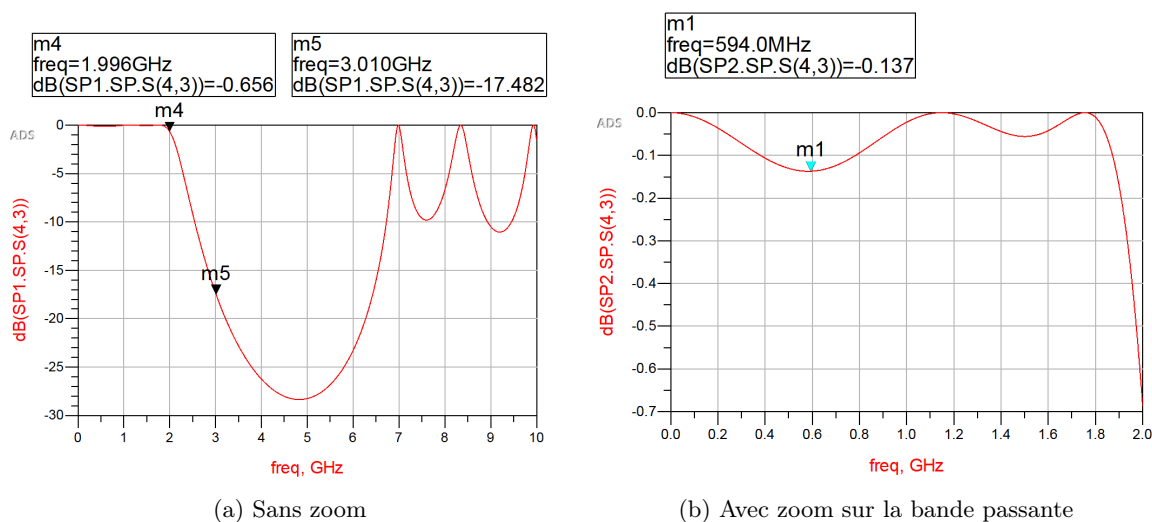 m4
freq=1.996GHz
dB(SP1.SP.S(4,3))=-0.656
m5
freq=3.010GHz
dB(SP1.SP.S(4,3))=-17.482
m4
ADS
0
-5
-10
-15
-20
-25
-30
m5
dB(SP1.SP.S(4,3))
0 1 2 3 4 5 6 7 8 9 10
freq, GHz
(a) Sans zoom
m1
freq=594.0MHz
dB(SP2.SP.S(4,3))=-0.137
ADS
0.0
-0.1
-0.2
-0.3
-0.4
-0.5
-0.6
-0.7
m1
dB(SP2.SP.S(4,3))
0.0 0.2 0.4 0.6 0.8 1.0 1.2 1.4 1.6 1.8 2.0
freq, GHz
(b) Avec zoom sur la bande passante